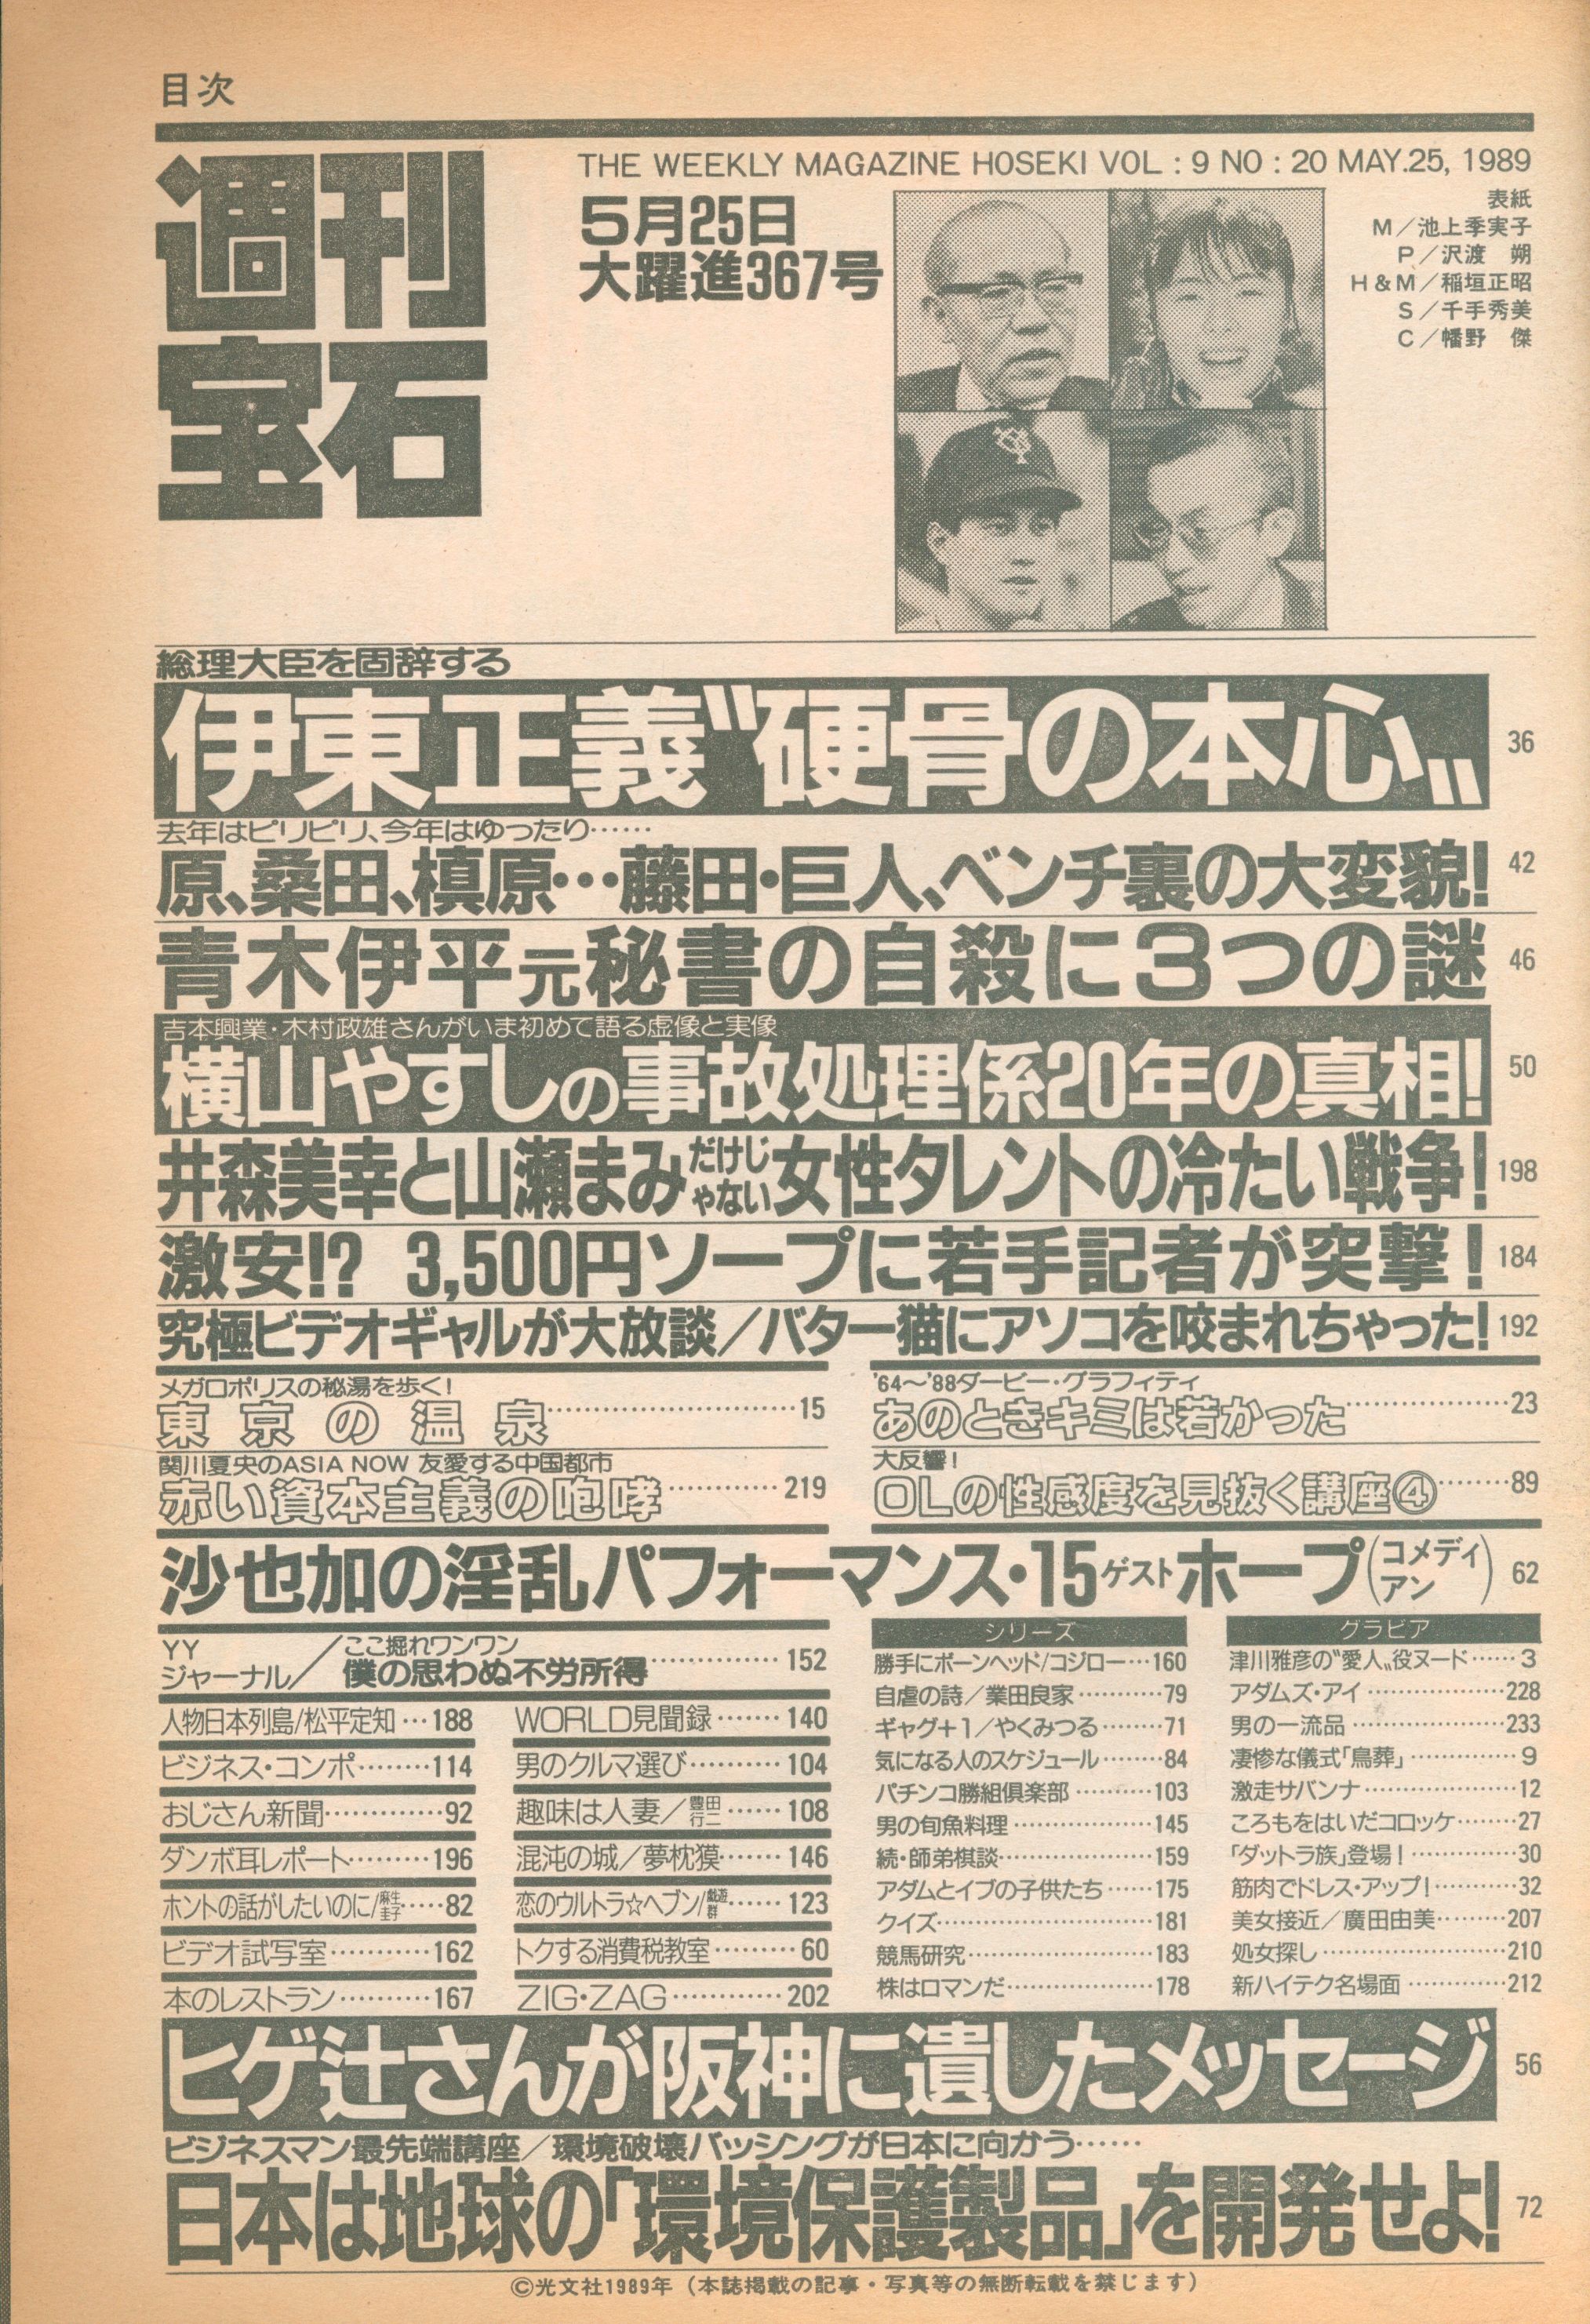 目次
週刊
宝石
THE WEEKLY MAGAZINE HOSEKI VOL : 9 NO : 20 MAY.25, 1989
5月25日
大躍進367号
表紙
M／池上季実子
P／沢渡　朔
H&M／稲垣正昭
S／千手秀美
C／幡野　傑
総理大臣を固辞する
伊東正義〝硬骨の本心〟 36
去年はピリピリ、今年はゆったり……
原、桑田、槙原…藤田・巨人、ベンチ裏の大変貌! 42
青木伊平元秘書の自殺に3つの謎 46
吉本興業・木村政雄さんがいま初めて語る虚像と実像
横山やすしの事故処理係20年の真相! 50
井森美幸と山瀬まみだけじゃない女性タレントの冷たい戦争! 198
激安!? 3,500円ソープに若手記者が突撃! 184
究極ビデオギャルが大放談／バター猫にアソコを咬まれちゃった! 192
メガロポリスの秘湯を歩く!
東京の温泉……15
関川夏央のASIA NOW 友愛する中国都市
赤い資本主義の咆哮……219
'64〜'88ダービー・グラフィティ
あのときキミは若かった……23
大反響!
OLの性感度を見抜く講座④……89
沙也加の淫乱パフォーマンス・15ゲストホープ(コメディアン) 62
YYジャーナル／ここ掘れワンワン
僕の思わぬ不労所得……152
人物日本列島/松平定知…188
ビジネス・コンポ……114
おじさん新聞……92
ダンボ耳レポート……196
ホントの話がしたいのに/麻生圭子……82
ビデオ試写室……162
本のレストラン……167
WORLD見聞録……140
男のクルマ選び……104
趣味は人妻／豊田行二……108
混沌の城／夢枕獏……146
恋のウルトラ☆ヘブン/戯遊群……123
トクする消費税教室……60
ZIG・ZAG……202
シリーズ
勝手にボーンヘッド/コジロー…160
自虐の詩／業田良家……79
ギャグ+1／やくみつる……71
気になる人のスケジュール……84
パチンコ勝組倶楽部……103
男の旬魚料理……145
続・師弟棋談……159
アダムとイブの子供たち……175
クイズ……181
競馬研究……183
株はロマンだ……178
グラビア
津川雅彦の〝愛人〟役ヌード……3
アダムズ・アイ……228
男の一流品……233
凄惨な儀式「鳥葬」……9
激走サバンナ……12
ころもをはいだコロッケ……27
「ダットラ族」登場!……30
筋肉でドレス・アップ!……32
美女接近／廣田由美……207
処女探し……210
新ハイテク名場面……212
ヒゲ辻さんが阪神に遺したメッセージ 56
ビジネスマン最先端講座／環境破壊バッシングが日本に向かう……
日本は地球の「環境保護製品」を開発せよ! 72
©光文社1989年（本誌掲載の記事・写真等の無断転載を禁じます）